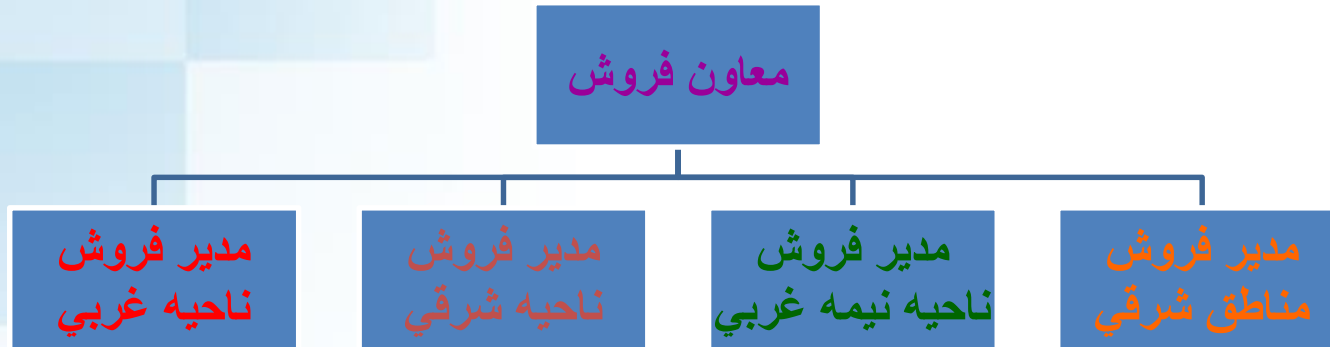 معاون فروش
مدير فروش
مناطق شرقي
مدير فروش
ناحيه نيمه غربي
مدير فروش
ناحيه شرقي
مدير فروش
ناحيه غربي